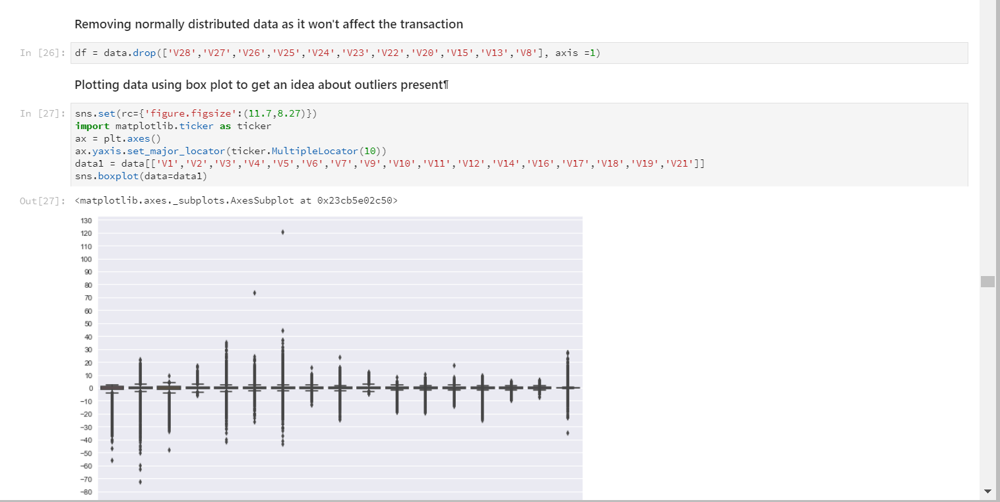 Removing normally distributed data as it won't affect the transaction
In [26]: df = data.drop(['V28','V27','V26','V25','V24','V23','V22','V20','V15','V13','V8'], axis =1)
Plotting data using box plot to get an idea about outliers present¶
In [27]: sns.set(rc={'figure.figsize':(11.7,8.27)})
import matplotlib.ticker as ticker
ax = plt.axes()
ax.yaxis.set_major_locator(ticker.MultipleLocator(10))
data1 = data[['V1','V2','V3','V4','V5','V6','V7','V9','V10','V11','V12','V14','V16','V17','V18','V19','V21']]
sns.boxplot(data=data1)
Out[27]: <matplotlib.axes._subplots.AxesSubplot at 0x23cb5e02c50>
130
120
110
100
90
80
70
60
50
40
30
20
10
0
−10
−20
−30
−40
−50
−60
−70
−80